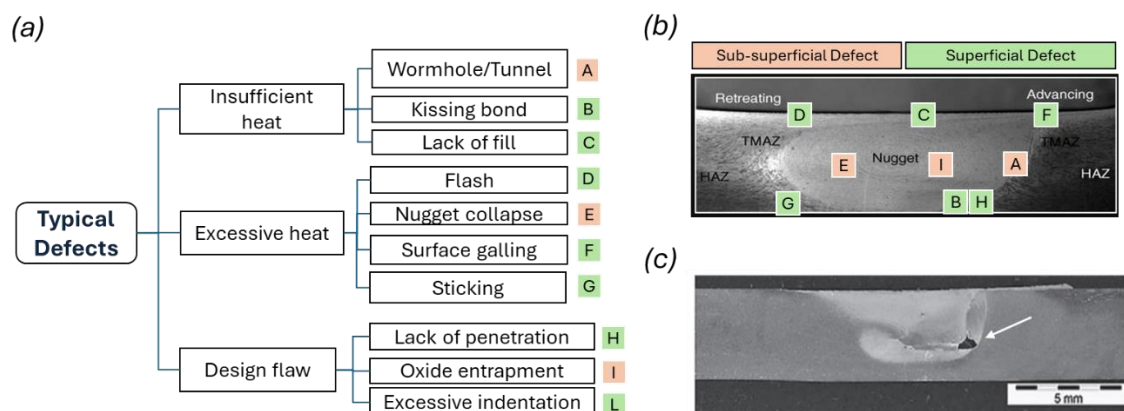 (a)
Typical
Defects
Insufficient
heat
Wormhole/Tunnel A
Kissing bond B
Lack of fill C
Excessive heat
Flash D
Nugget collapse E
Surface galling F
Sticking G
Design flaw
Lack of penetration H
Oxide entrapment I
Excessive indentation L
(b)
Sub-superficial Defect Superficial Defect
Retreating Advancing
D C F
TMAZ TMAZ
Nugget
E I A
HAZ HAZ
G B H
(c)
5 mm